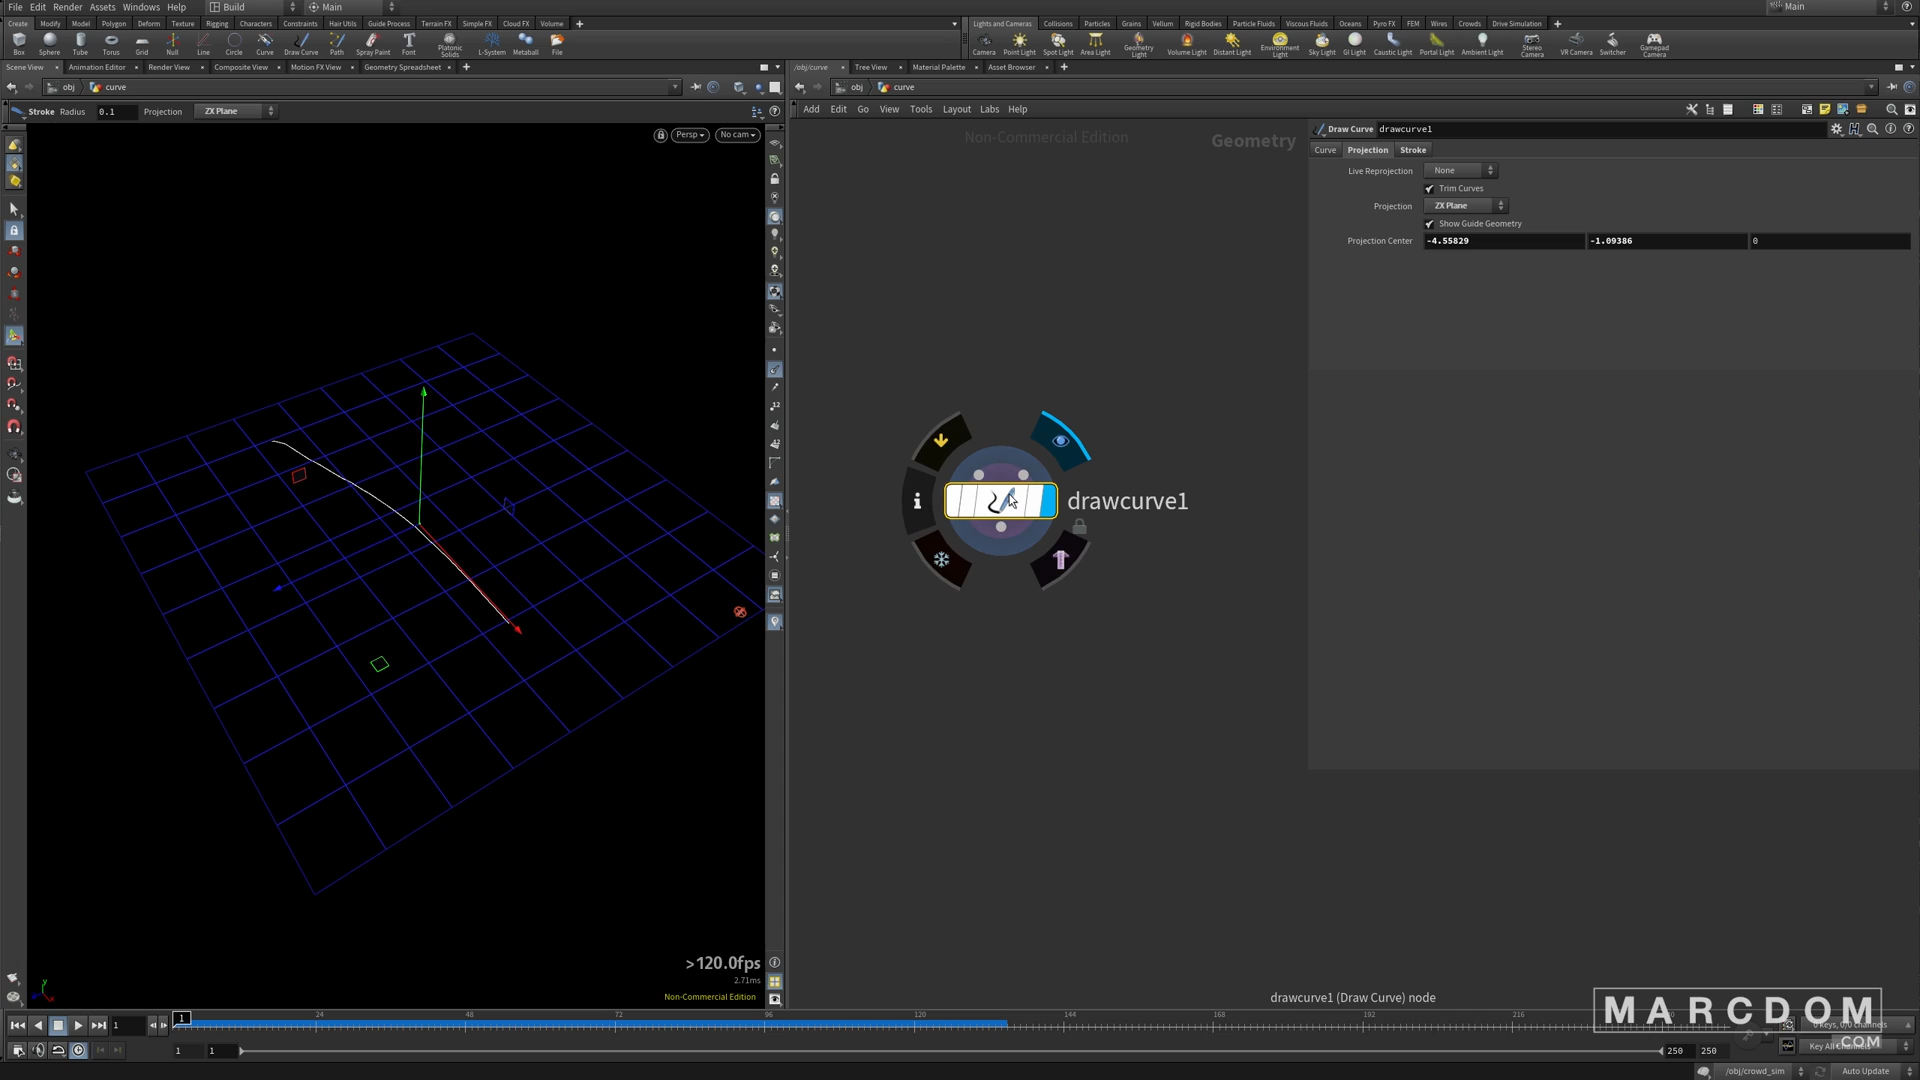 File Edit Render Assets Windows Help Build Main Main
Create Modify Model Polygon Deform Texture Rigging Characters Constraints Hair Utils Guide Process Terrain FX Simple FX Cloud FX Volume
Lights and Cameras Collisions Particles Grains Vellum Rigid Bodies Particle Fluids Viscous Fluids Oceans Pyro FX FEM Wires Crowds Drive Simulation
Box Sphere Tube Torus Grid Null Line Circle Curve Draw Curve Path Spray Paint Font Platonic Solids L-System Metaball File
Camera Point Light Spot Light Area Light Geometry Light Volume Light Distant Light Environment Light Sky Light GI Light Caustic Light Portal Light Ambient Light Stereo Camera VR Camera Switcher Gamepad Camera
Scene View Animation Editor Render View Composite View Motion FX View Geometry Spreadsheet
/obj/curve Tree View Material Palette Asset Browser
obj curve
obj curve
Stroke Radius 0.1 Projection ZX Plane
Add Edit Go View Tools Layout Labs Help
Persp No cam
Non-Commercial Edition
Geometry
Draw Curve drawcurve1
Curve Projection Stroke
Live Reprojection None
Trim Curves
Projection ZX Plane
Show Guide Geometry
Projection Center -4.55829 -1.09386 0
drawcurve1
>120.0fps
2.71ms
Non-Commercial Edition
drawcurve1 (Draw Curve) node
1 1 24 48 72 96 120 144 168 192 216
MARCDOM
.COM
0 keys, 0/0 channels
1 1 250 250
Key All Channels
/obj/crowd_sim Auto Update